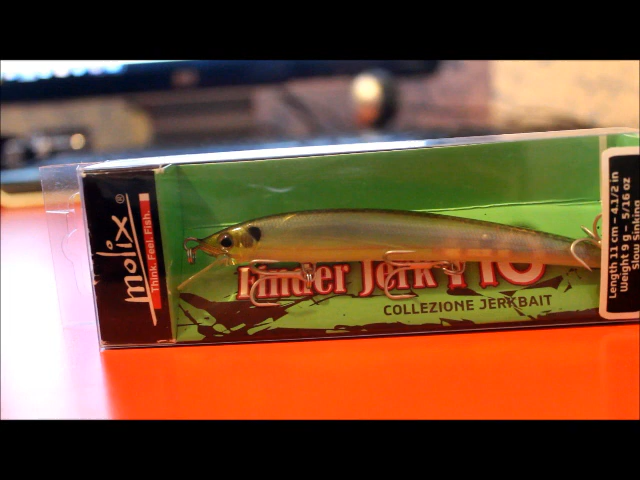 molix®
Think. Feel. Fish.
Jerk 110
COLLEZIONE JERKBAIT
Length 11 cm - 4.1/2 in
Weight 9 g - 5/16 oz
Slow Sinking